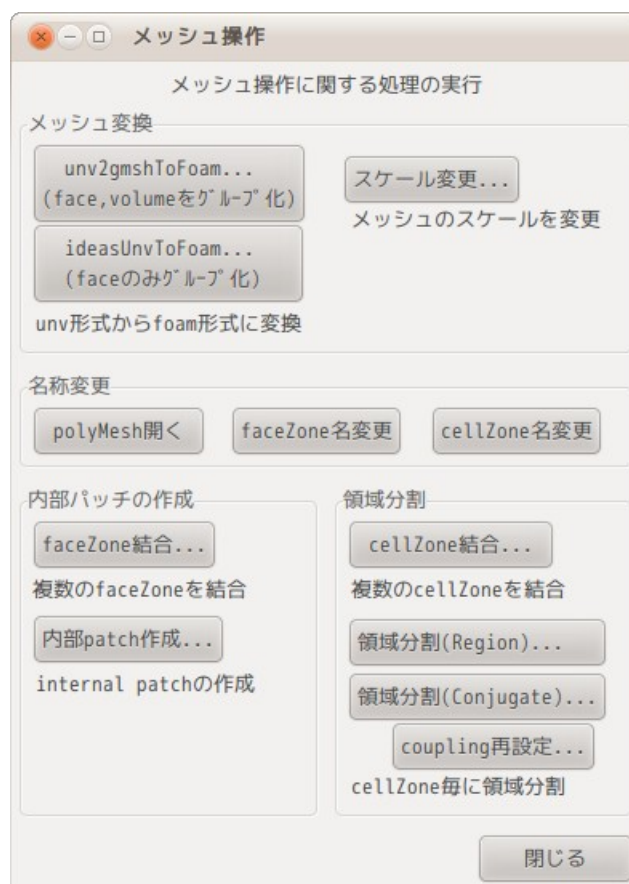 メッシュ操作
メッシュ操作に関する処理の実行
メッシュ変換
unv2gmshToFoam...
(face,volumeをｸﾞﾙｰﾌﾟ化)
スケール変更...
メッシュのスケールを変更
ideasUnvToFoam...
(faceのみｸﾞﾙｰﾌﾟ化)
unv形式からfoam形式に変換
名称変更
polyMesh開く
faceZone名変更
cellZone名変更
内部パッチの作成
faceZone結合...
複数のfaceZoneを結合
内部patch作成...
internal patchの作成
領域分割
cellZone結合...
複数のcellZoneを結合
領域分割(Region)...
領域分割(Conjugate)...
coupling再設定...
cellZone毎に領域分割
閉じる